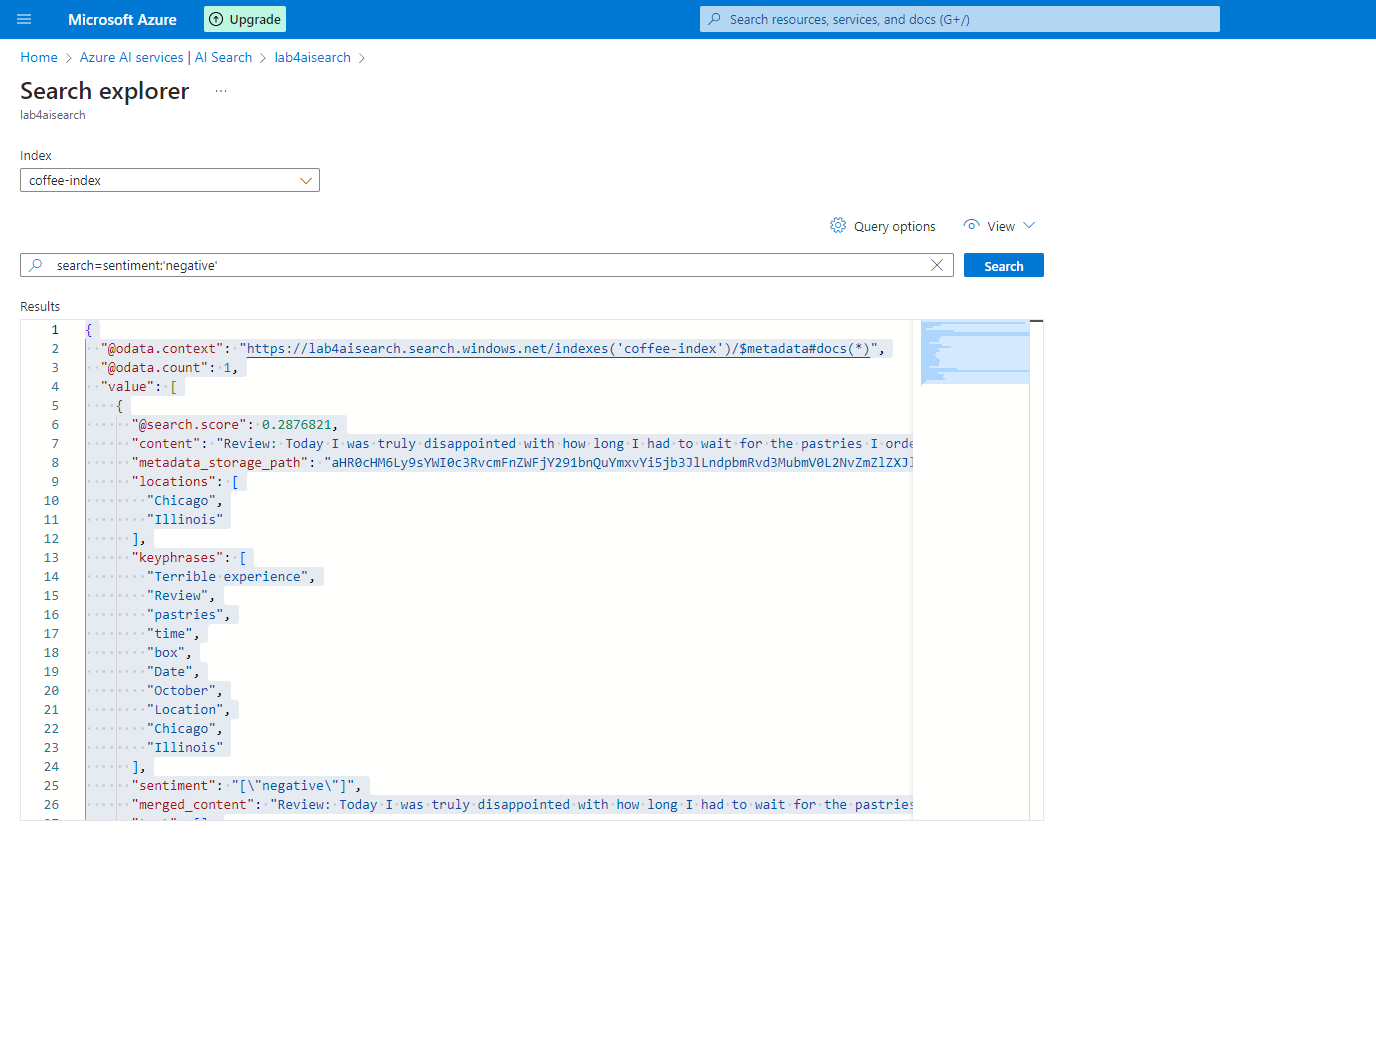 Microsoft Azure
Upgrade
Search resources, services, and docs (G+/)
Home > Azure AI services | AI Search > lab4aisearch >
Search explorer ...
lab4aisearch
Index
coffee-index
Query options
View
search=sentiment:'negative'
Search
Results
1 {
2 "@odata.context": "https://lab4aisearch.search.windows.net/indexes('coffee-index')/$metadata#docs(*)",
3 "@odata.count": 1,
4 "value": [
5 {
6 "@search.score": 0.2876821,
7 "content": "Review: Today I was truly disappointed with how long I had to wait for the pastries I orde
8 "metadata_storage_path": "aHR0cHM6Ly9sYWI0c3RvcmFnZWFjY291bnQuYmxvYi5jb3JlLndpbmRvd3MubmV0L2NvZmZlZXJl
9 "locations": [
10 "Chicago",
11 "Illinois"
12 ],
13 "keyphrases": [
14 "Terrible experience",
15 "Review",
16 "pastries",
17 "time",
18 "box",
19 "Date",
20 "October",
21 "Location",
22 "Chicago",
23 "Illinois"
24 ],
25 "sentiment": "[\"negative\"]",
26 "merged_content": "Review: Today I was truly disappointed with how long I had to wait for the pastries